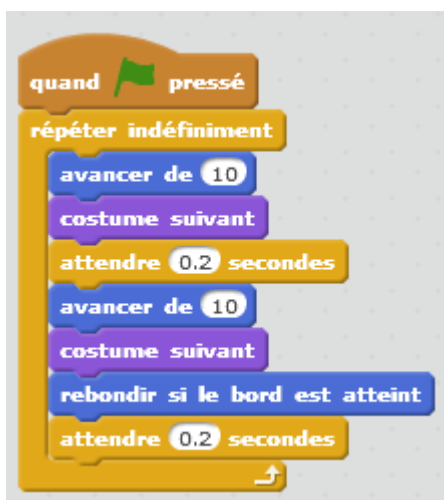 quand pressé
répéter indéfiniment
avancer de 10
costume suivant
attendre 0.2 secondes
avancer de 10
costume suivant
rebondir si le bord est atteint
attendre 0.2 secondes